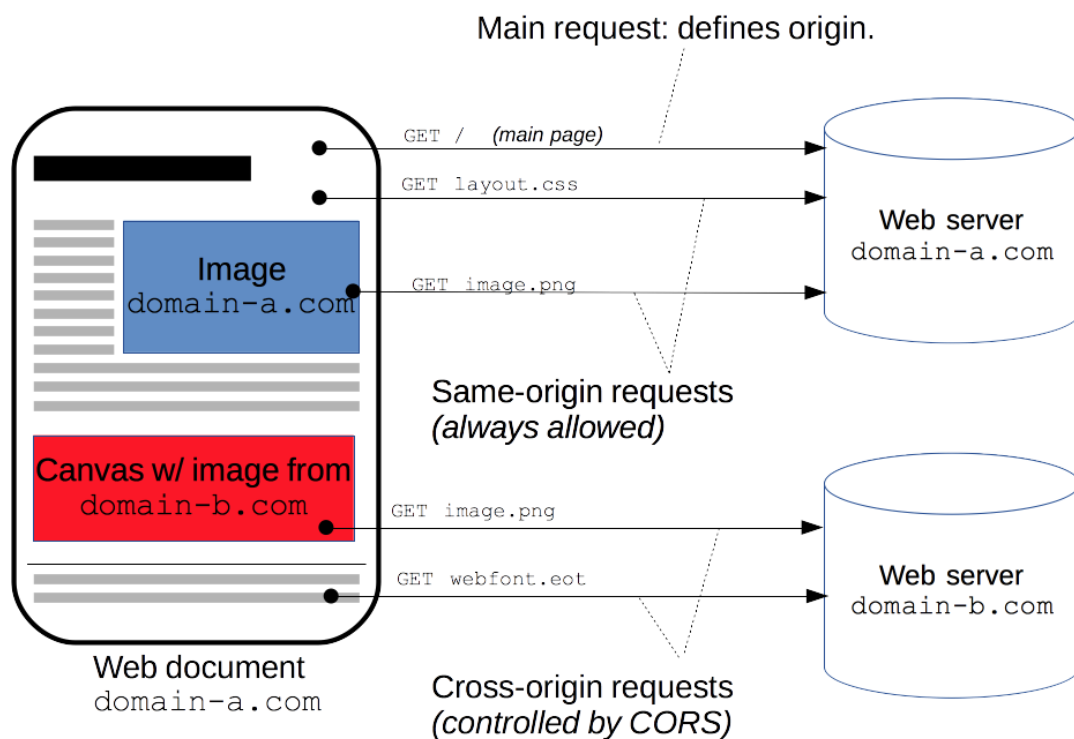 Main request: defines origin.
GET / (main page)
GET layout.css
Web server
domain-a.com
Image
domain-a.com
GET image.png
Same-origin requests
(always allowed)
Canvas w/ image from
domain-b.com
GET image.png
GET webfont.eot
Web server
domain-b.com
Web document
domain-a.com
Cross-origin requests
(controlled by CORS)